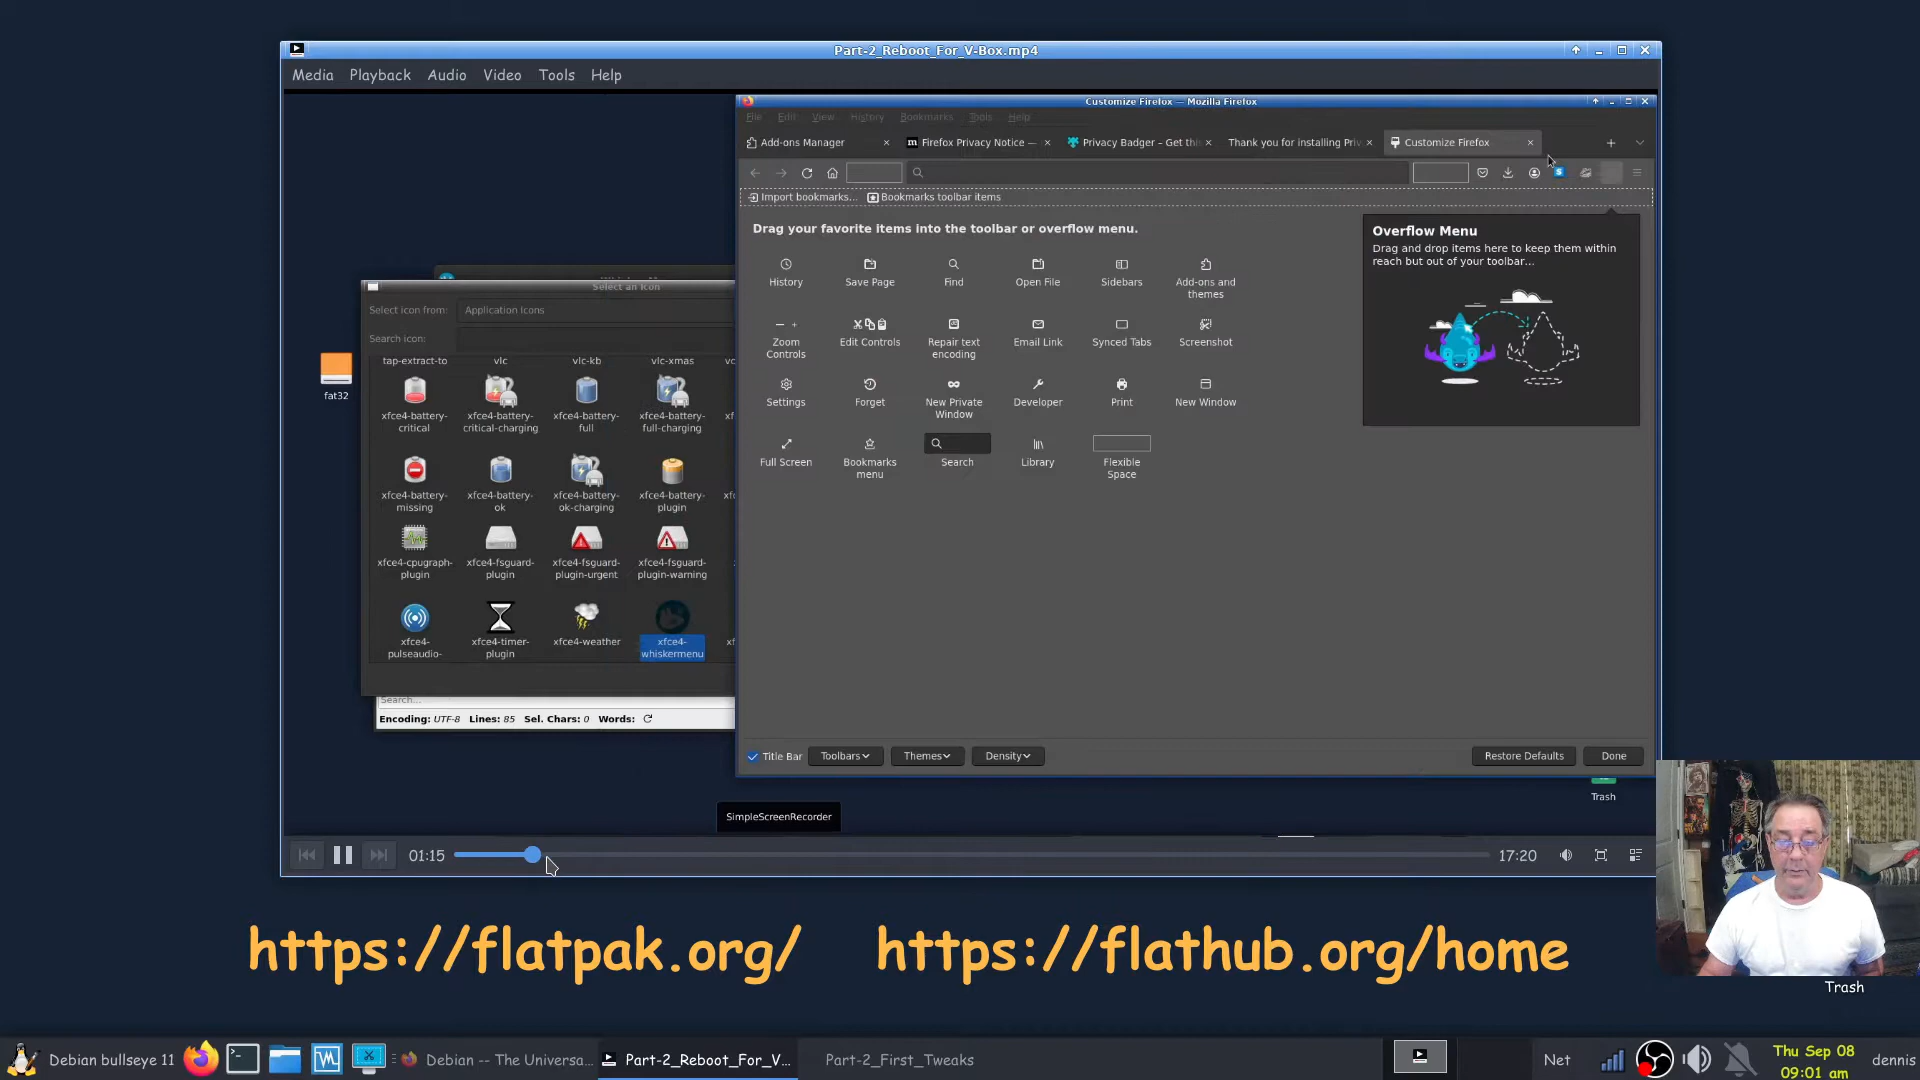 Part-2_Reboot_For_V-Box.mp4
Media Playback Audio Video Tools Help
Customize Firefox — Mozilla Firefox
File Edit View History Bookmarks Tools Help
Add-ons Manager
Firefox Privacy Notice —
Privacy Badger – Get this
Thank you for installing Priv
Customize Firefox
Import bookmarks...
Bookmarks toolbar items
Drag your favorite items into the toolbar or overflow menu.
History
Save Page
Find
Open File
Sidebars
Add-ons and
themes
Zoom
Controls
Edit Controls
Repair text
encoding
Email Link
Synced Tabs
Screenshot
Settings
Forget
New Private
Window
Developer
Print
New Window
Full Screen
Bookmarks
menu
Search
Library
Flexible
Space
Overflow Menu
Drag and drop items here to keep them within
reach but out of your toolbar...
Title Bar
Toolbars
Themes
Density
Restore Defaults
Done
Select an Icon
Select icon from:
Application Icons
Search icon:
tap-extract-to
vlc
vlc-kb
vlc-xmas
xfce4-battery-
critical
xfce4-battery-
critical-charging
xfce4-battery-
full
xfce4-battery-
full-charging
xfce4-battery-
missing
xfce4-battery-
ok
xfce4-battery-
ok-charging
xfce4-battery-
plugin
xfce4-cpugraph-
plugin
xfce4-fsguard-
plugin
xfce4-fsguard-
plugin-urgent
xfce4-fsguard-
plugin-warning
xfce4-
pulseaudio-
xfce4-timer-
plugin
xfce4-weather
xfce4-
whiskermenu
fat32
Search...
Encoding: UTF-8 Lines: 85 Sel. Chars: 0 Words:
Trash
SimpleScreenRecorder
01:15
17:20
https://flatpak.org/
https://flathub.org/home
Trash
Debian bullseye 11
Debian -- The Universa...
Part-2_Reboot_For_V...
Part-2_First_Tweaks
Net
Thu Sep 08
09:01 am
dennis